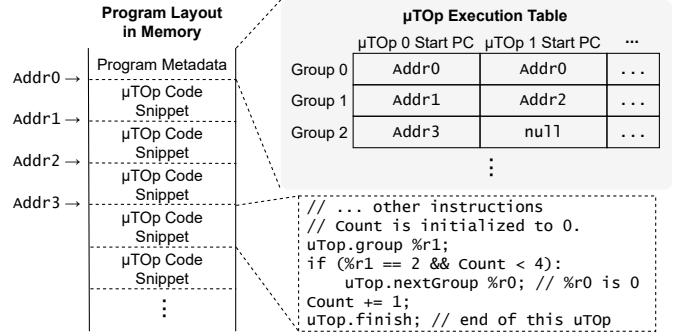 Program Layout
in Memory
Program Metadata
Addr0 →
μTOp Code
Snippet
Addr1 →
μTOp Code
Snippet
Addr2 →
μTOp Code
Snippet
Addr3 →
μTOp Code
Snippet
μTOp Code
Snippet
⋮
μTOp Execution Table
μTOp 0 Start PC μTOp 1 Start PC ...
Group 0 Addr0 Addr0 ...
Group 1 Addr1 Addr2 ...
Group 2 Addr3 null ...
⋮
// ... other instructions
// Count is initialized to 0.
uTop.group %r1;
if (%r1 == 2 && Count < 4):
uTop.nextGroup %r0; // %r0 is 0
Count += 1;
uTop.finish; // end of this uTOp